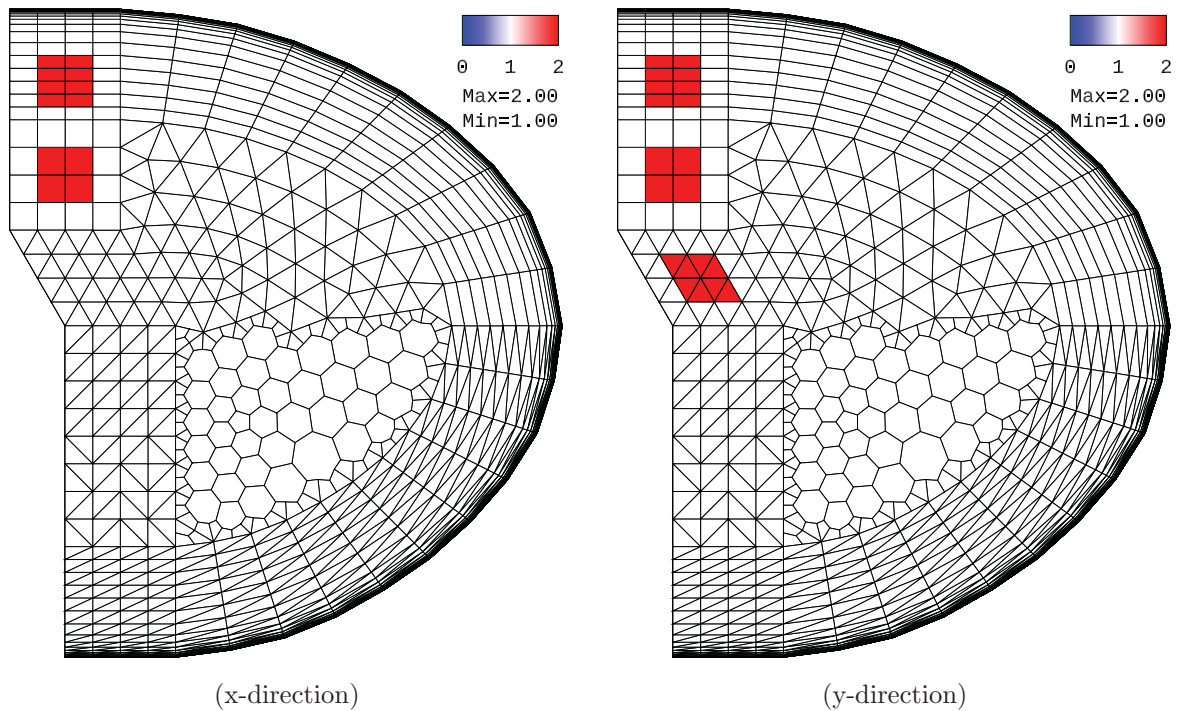 0 1 2
Max=2.00
Min=1.00
0 1 2
Max=2.00
Min=1.00
(x-direction)
(y-direction)